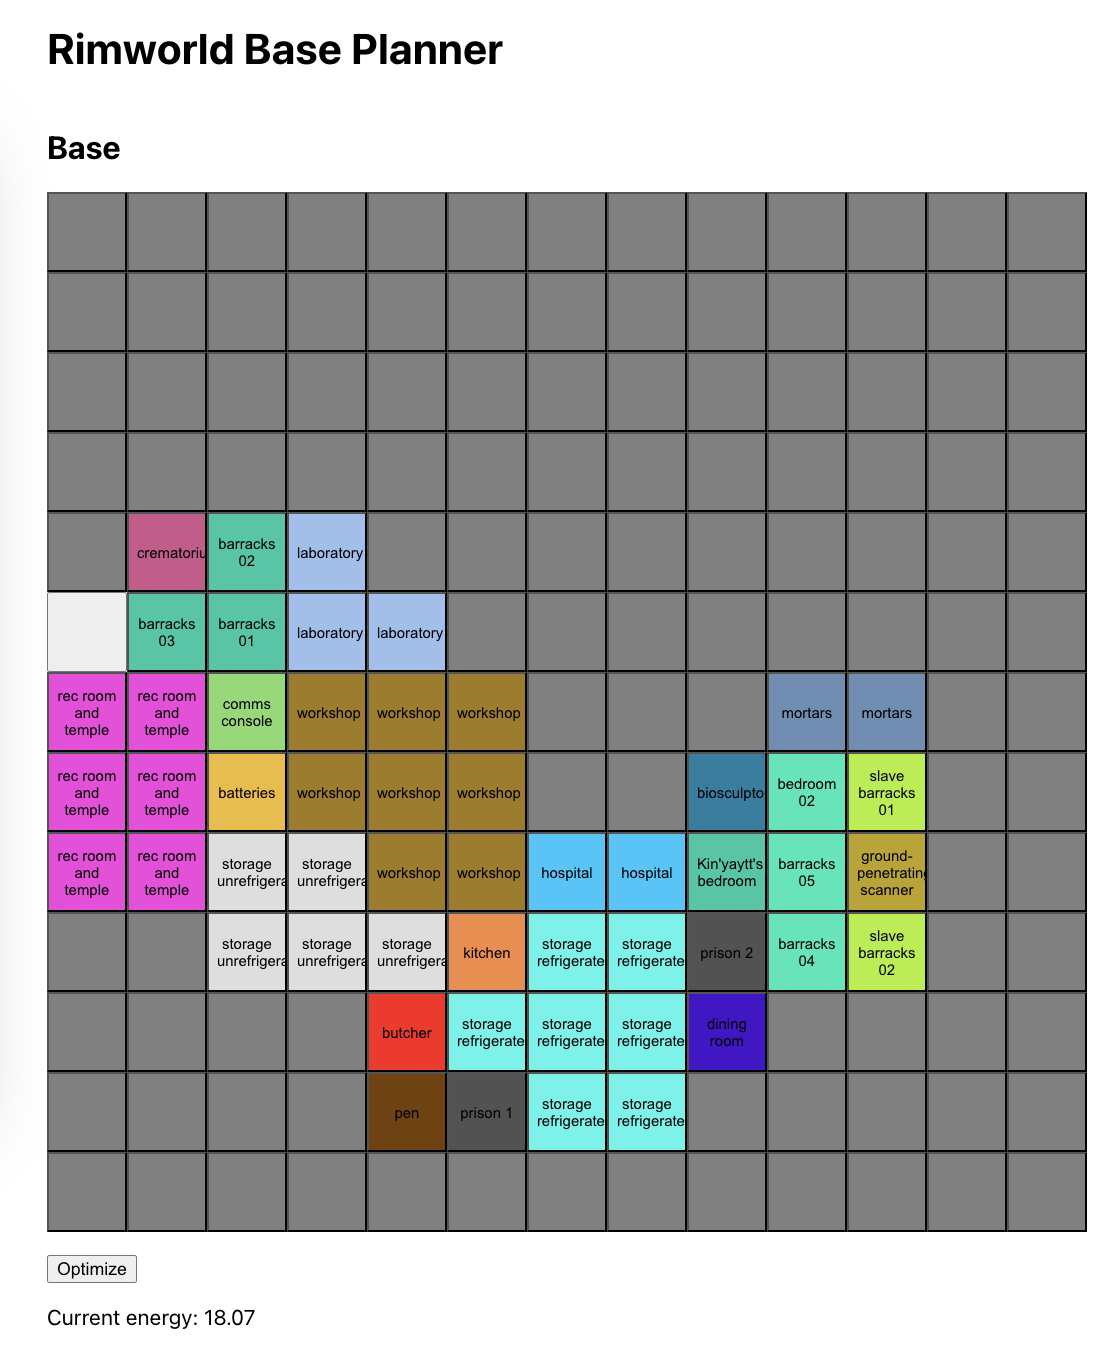 Rimworld Base Planner
Base
crematoriu
barracks
02
laboratory
barracks
03
barracks
01
laboratory
laboratory
rec room
and
temple
rec room
and
temple
comms
console
workshop
workshop
workshop
mortars
mortars
rec room
and
temple
rec room
and
temple
batteries
workshop
workshop
workshop
biosculpto
bedroom
02
slave
barracks
01
rec room
and
temple
rec room
and
temple
storage
unrefrigera
storage
unrefrigera
workshop
workshop
hospital
hospital
Kin'yaytt's
bedroom
barracks
05
ground-
penetrating
scanner
storage
unrefrigera
storage
unrefrigera
storage
unrefrigera
kitchen
storage
refrigerate
storage
refrigerate
prison 2
barracks
04
slave
barracks
02
butcher
storage
refrigerate
storage
refrigerate
storage
refrigerate
dining
room
pen
prison 1
storage
refrigerate
storage
refrigerate
Optimize
Current energy: 18.07